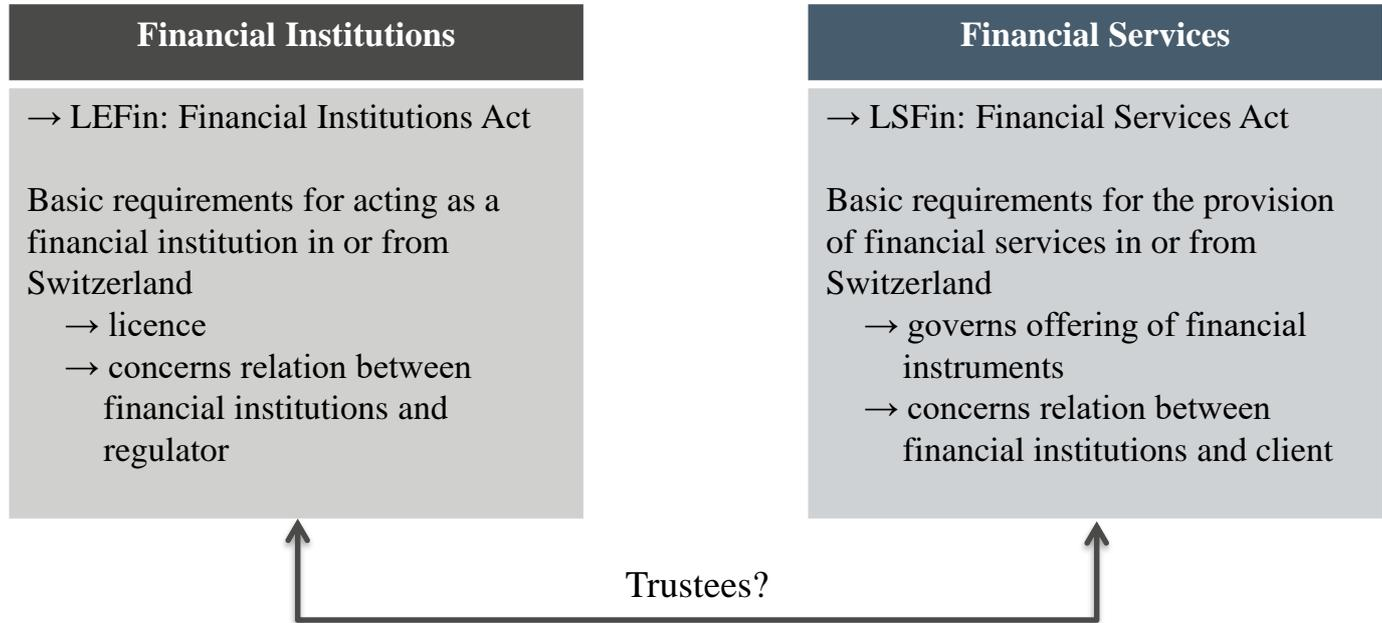 Financial Institutions
→ LEFin: Financial Institutions Act
Basic requirements for acting as a
financial institution in or from
Switzerland
→ licence
→ concerns relation between
financial institutions and
regulator
Financial Services
→ LSFin: Financial Services Act
Basic requirements for the provision
of financial services in or from
Switzerland
→ governs offering of financial
instruments
→ concerns relation between
financial institutions and client
Trustees?